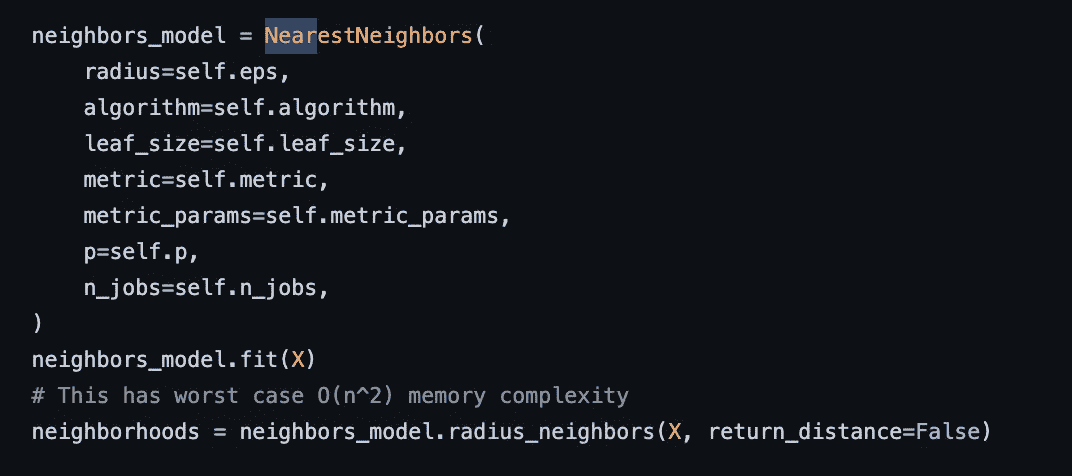 neighbors_model = NearestNeighbors(
    radius=self.eps,
    algorithm=self.algorithm,
    leaf_size=self.leaf_size,
    metric=self.metric,
    metric_params=self.metric_params,
    p=self.p,
    n_jobs=self.n_jobs,
)
neighbors_model.fit(X)
# This has worst case O(n^2) memory complexity
neighborhoods = neighbors_model.radius_neighbors(X, return_distance=False)